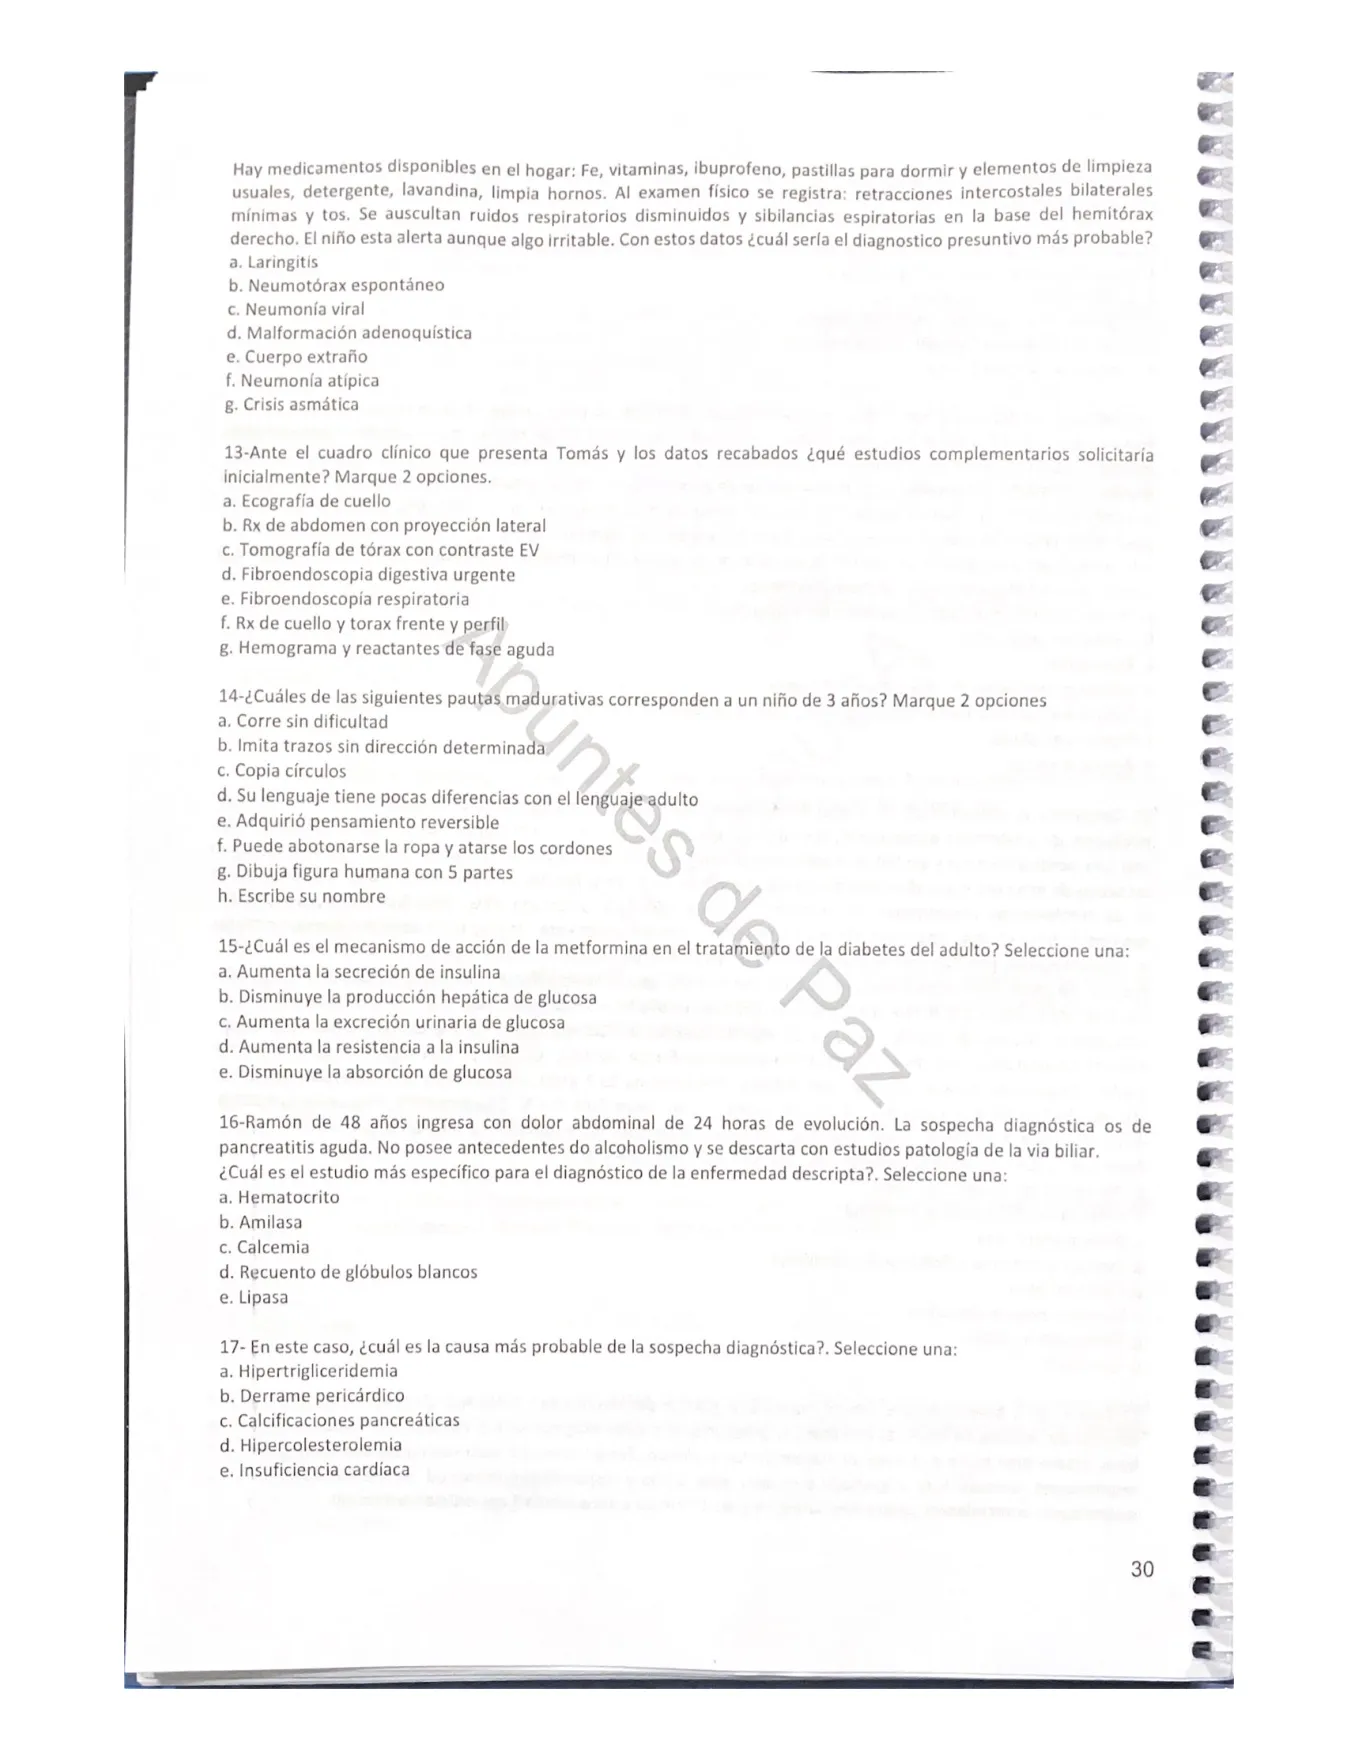 Hay medicamentos disponibles en el hogar: Fe, vitaminas, ibuprofeno, pastillas para dormir y elementos de limpieza
usuales, detergente, lavandina, limpia hornos. Al examen físico se registra: retracciones intercostales bilaterales
mínimas y tos. Se auscultan ruidos respiratorios disminuidos y sibilancias espiratorias en la base del hemitórax
derecho. El niño esta alerta aunque algo irritable. Con estos datos ¿cuál sería el diagnostico presuntivo más probable?
a. Laringitis
b. Neumotórax espontáneo
c. Neumonía viral
d. Malformación adenoquística
e. Cuerpo extraño
f. Neumonía atípica
g. Crisis asmática
13-Ante el cuadro clínico que presenta Tomás y los datos recabados ¿qué estudios complementarios solicitaría
inicialmente? Marque 2 opciones.
a. Ecografía de cuello
b. Rx de abdomen con proyección lateral
c. Tomografía de tórax con contraste EV
d. Fibroendoscopia digestiva urgente
e. Fibroendoscopía respiratoria
f. Rx de cuello y torax frente y perfil
g. Hemograma y reactantes de fase aguda
14-¿Cuáles de las siguientes pautas madurativas corresponden a un niño de 3 años? Marque 2 opciones
a. Corre sin dificultad
b. Imita trazos sin dirección determinada
c. Copia círculos
d. Su lenguaje tiene pocas diferencias con el lenguaje adulto
e. Adquirió pensamiento reversible
f. Puede abotonarse la ropa y atarse los cordones
g. Dibuja figura humana con 5 partes
h. Escribe su nombre
15-¿Cuál es el mecanismo de acción de la metformina en el tratamiento de la diabetes del adulto? Seleccione una:
a. Aumenta la secreción de insulina
b. Disminuye la producción hepática de glucosa
c. Aumenta la excreción urinaria de glucosa
d. Aumenta la resistencia a la insulina
e. Disminuye la absorción de glucosa
16-Ramón de 48 años ingresa con dolor abdominal de 24 horas de evolución. La sospecha diagnóstica os de
pancreatitis aguda. No posee antecedentes do alcoholismo y se descarta con estudios patología de la via biliar.
¿Cuál es el estudio más específico para el diagnóstico de la enfermedad descripta?. Seleccione una:
a. Hematocrito
b. Amilasa
c. Calcemia
d. Recuento de glóbulos blancos
e. Lipasa
17- En este caso, ¿cuál es la causa más probable de la sospecha diagnóstica?. Seleccione una:
a. Hipertrigliceridemia
b. Derrame pericárdico
c. Calcificaciones pancreáticas
d. Hipercolesterolemia
e. Insuficiencia cardíaca
30
Apuntes de Paz